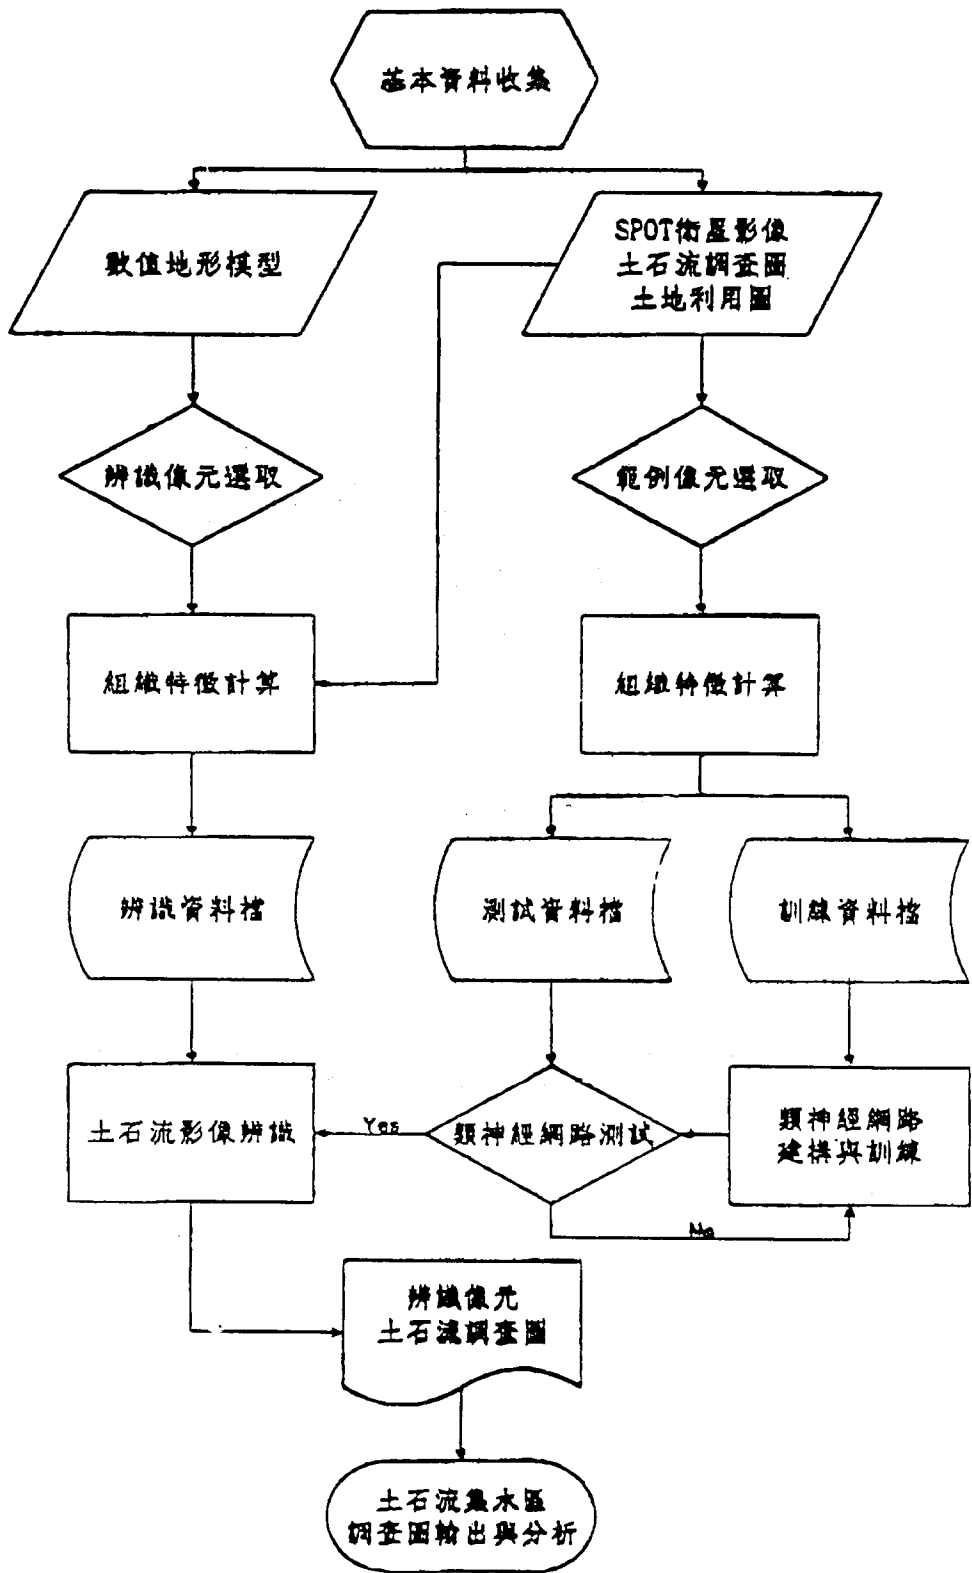 基本資料收集
數值地形模型
SPOT衛星影像
土石流調查圖
土地利用圖
辨識像元選取
範例像元選取
組織特徵計算
組織特徵計算
辨識資料檔
測試資料檔
訓練資料檔
土石流影像辨識
Yes
類神經網路測試
類神經網路
建構與訓練
No
辨識像元
土石流調查圖
土石流集水區
調查圖輸出與分析